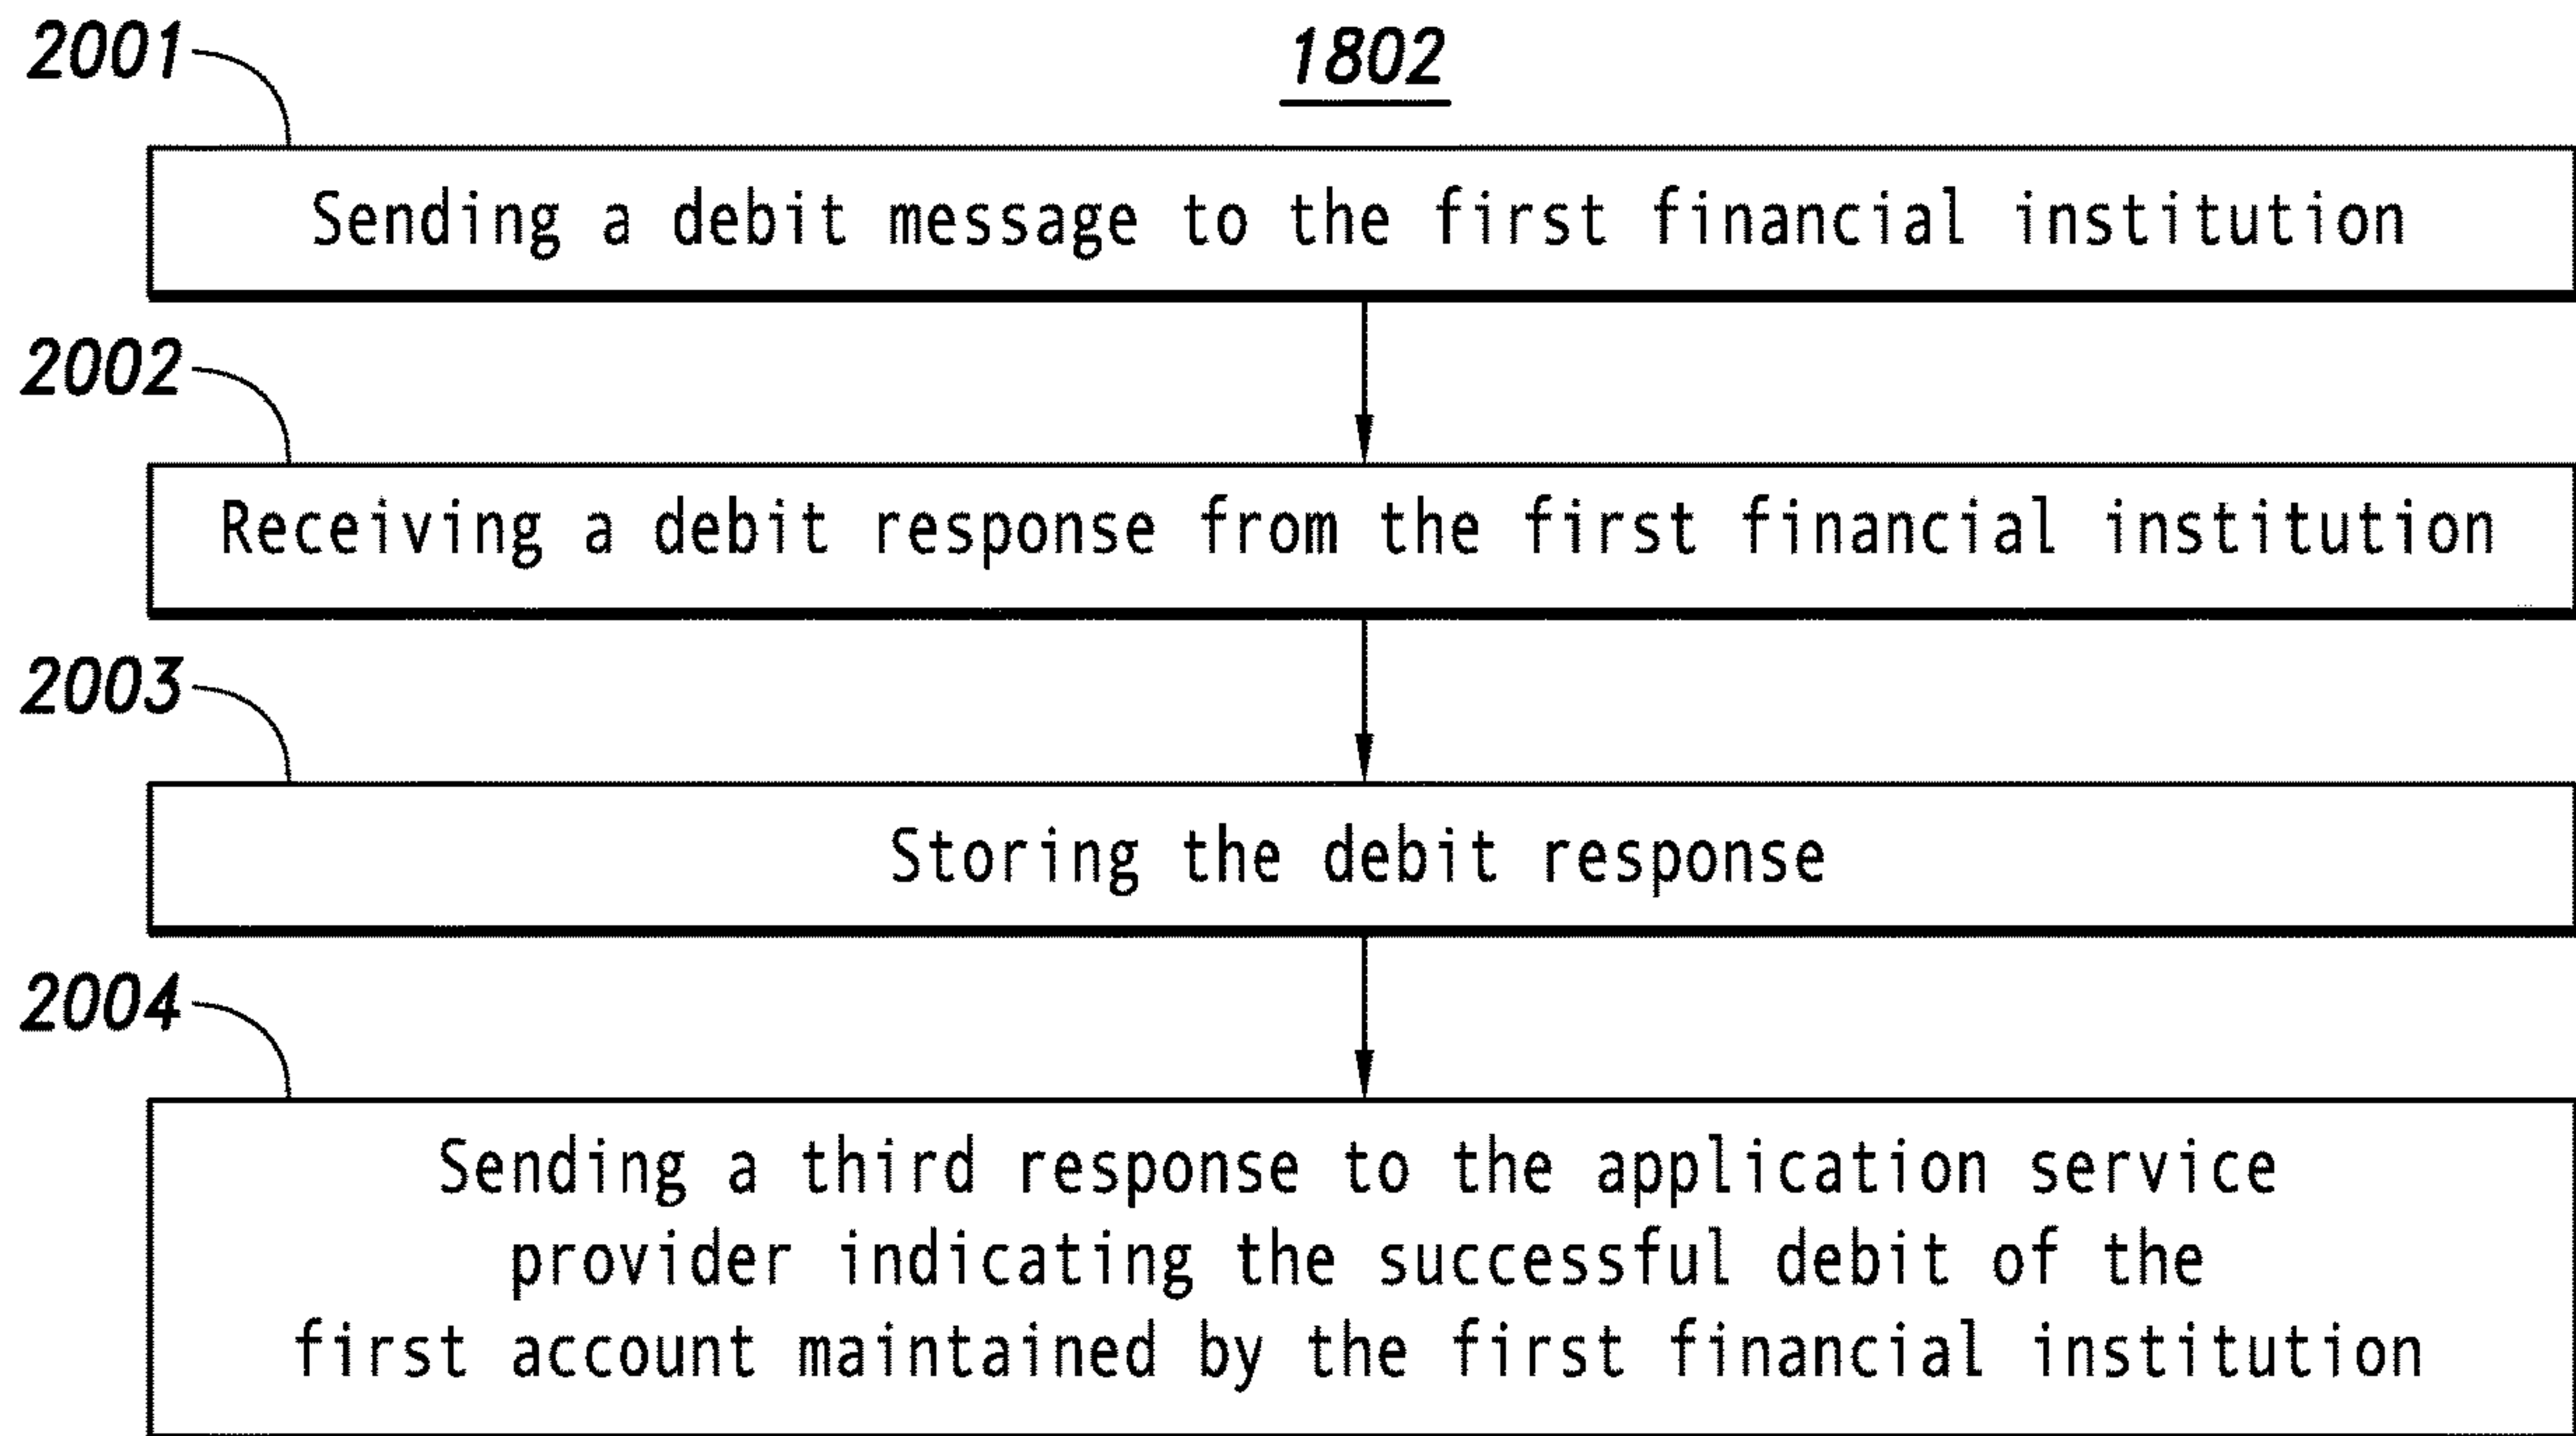 2001
1802
Sending a debit message to the first financial institution
2002
Receiving a debit response from the first financial institution
2003
Storing the debit response
2004
Sending a third response to the application service
provider indicating the successful debit of the
first account maintained by the first financial institution